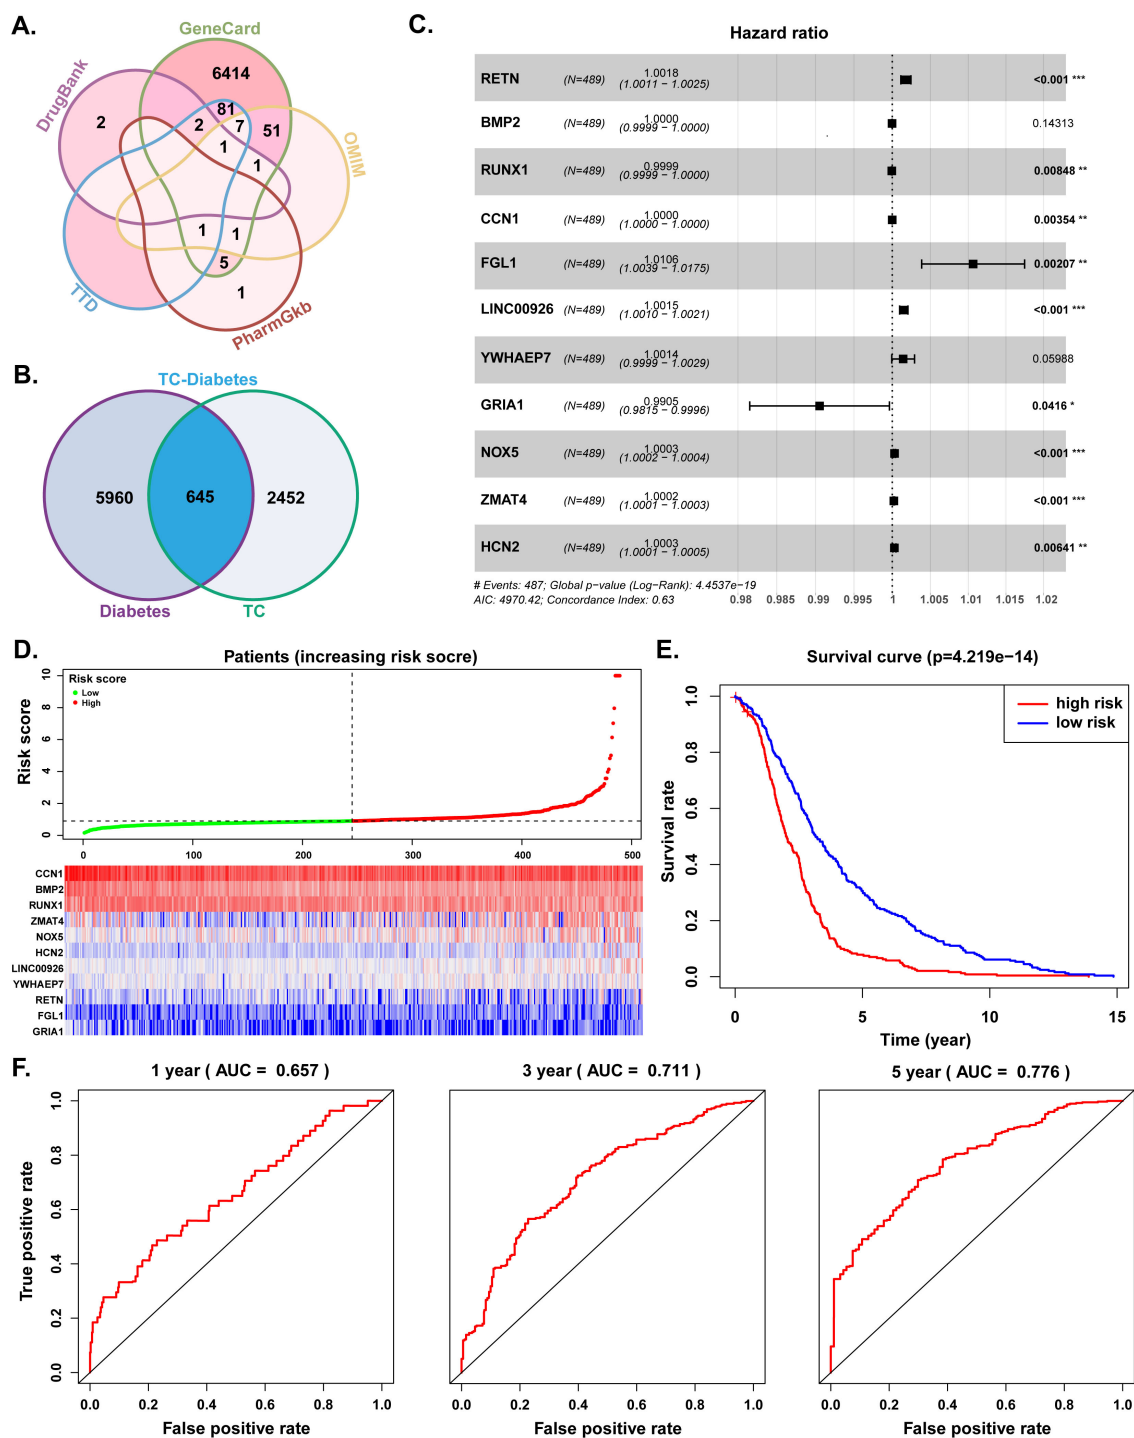 A.
GeneCard
DrugBank
OMIM
TTD
PharmGkb
6414
2
81
2
7
51
1
1
1
1
5
1
B.
TC-Diabetes
5960
645
2452
Diabetes
TC
C.
Hazard ratio
RETN (N=489) 1.0018 (1.0011 − 1.0025) <0.001 ***
BMP2 (N=489) 1.0000 (0.9999 − 1.0000) 0.14313
RUNX1 (N=489) 0.9999 (0.9999 − 1.0000) 0.00848 **
CCN1 (N=489) 1.0000 (1.0000 − 1.0000) 0.00354 **
FGL1 (N=489) 1.0106 (1.0039 − 1.0175) 0.00207 **
LINC00926 (N=489) 1.0015 (1.0010 − 1.0021) <0.001 ***
YWHAEP7 (N=489) 1.0014 (0.9999 − 1.0029) 0.05988
GRIA1 (N=489) 0.9905 (0.9815 − 0.9996) 0.0416 *
NOX5 (N=489) 1.0003 (1.0002 − 1.0004) <0.001 ***
ZMAT4 (N=489) 1.0002 (1.0001 − 1.0003) <0.001 ***
HCN2 (N=489) 1.0003 (1.0001 − 1.0005) 0.00641 **
# Events: 487; Global p−value (Log−Rank): 4.4537e−19
AIC: 4970.42; Concordance Index: 0.63
0.98 0.985 0.99 0.995 1 1.005 1.01 1.015 1.02
D.
Patients (increasing risk socre)
Risk score
Low
High
Risk score
10
8
6
4
2
0
0 100 200 300 400 500
CCN1
BMP2
RUNX1
ZMAT4
NOX5
HCN2
LINC00926
YWHAEP7
RETN
FGL1
GRIA1
E.
Survival curve (p=4.219e−14)
high risk
low risk
Survival rate
1.0
0.8
0.6
0.4
0.2
0.0
0 5 10 15
Time (year)
F.
1 year ( AUC = 0.657 )
True positive rate
1.0
0.8
0.6
0.4
0.2
0.0
0.0 0.2 0.4 0.6 0.8 1.0
False positive rate
3 year ( AUC = 0.711 )
0.0 0.2 0.4 0.6 0.8 1.0
False positive rate
5 year ( AUC = 0.776 )
0.0 0.2 0.4 0.6 0.8 1.0
False positive rate